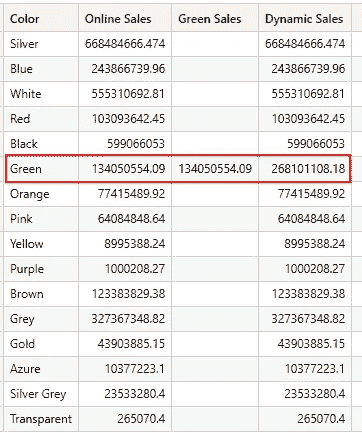 Color Online Sales Green Sales Dynamic Sales
Silver 668484666.474 668484666.474
Blue 243866739.96 243866739.96
White 555310692.81 555310692.81
Red 103093642.45 103093642.45
Black 599066053 599066053
Green 134050554.09 134050554.09 268101108.18
Orange 77415489.92 77415489.92
Pink 64084848.64 64084848.64
Yellow 8995388.24 8995388.24
Purple 1000208.27 1000208.27
Brown 123383829.38 123383829.38
Grey 327367348.82 327367348.82
Gold 43903885.15 43903885.15
Azure 10377223.1 10377223.1
Silver Grey 23533280.4 23533280.4
Transparent 265070.4 265070.4